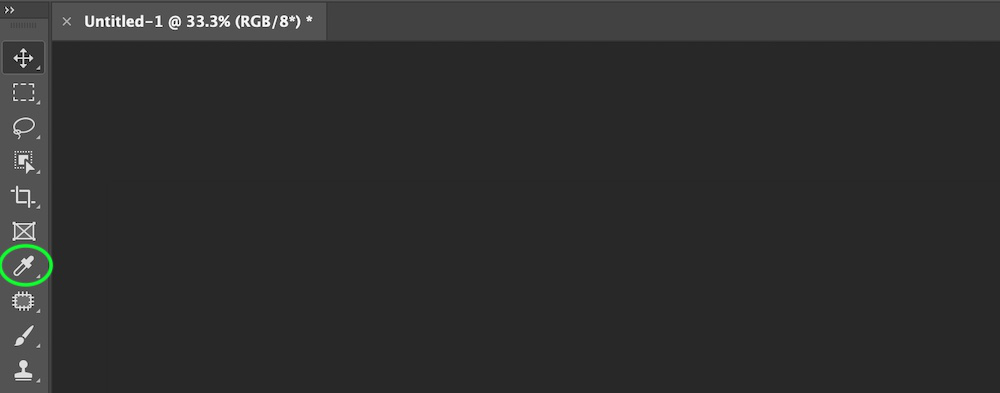 Untitled-1 @ 33.3% (RGB/8*) *